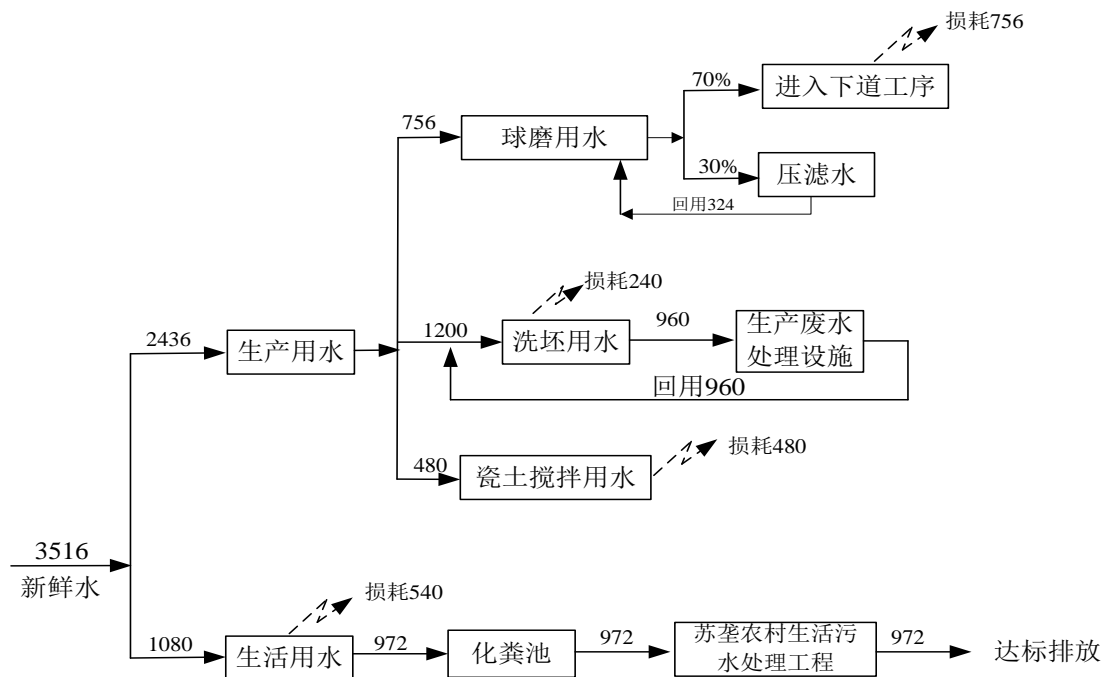 损耗756
70%
进入下道工序
756
球磨用水
30%
压滤水
回用324
损耗240
2436
生产用水
1200
洗坯用水
960
生产废水
处理设施
回用960
480
瓷土搅拌用水
损耗480
3516
新鲜水
损耗540
1080
生活用水
972
化粪池
972
苏垄农村生活污
水处理工程
972
达标排放